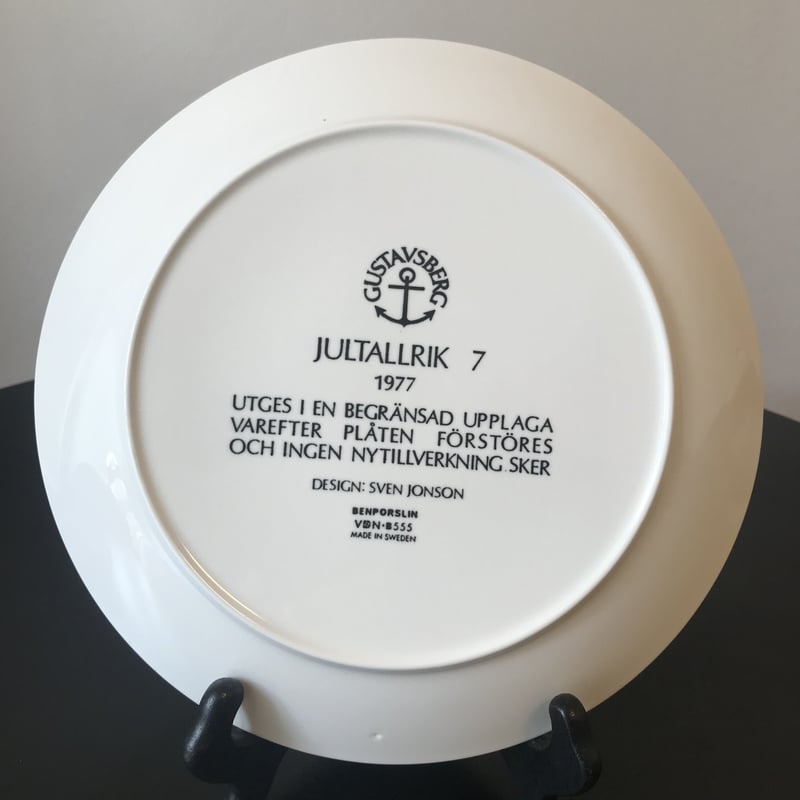 GUSTAVSBERG
JULTALLRIK 7
1977
UTGES I EN BEGRÄNSAD UPPLAGA
VAREFTER PLÅTEN FÖRSTÖRES
OCH INGEN NYTILLVERKNING SKER
DESIGN: SVEN JONSON
BENPORSLIN
VDN·B555
MADE IN SWEDEN